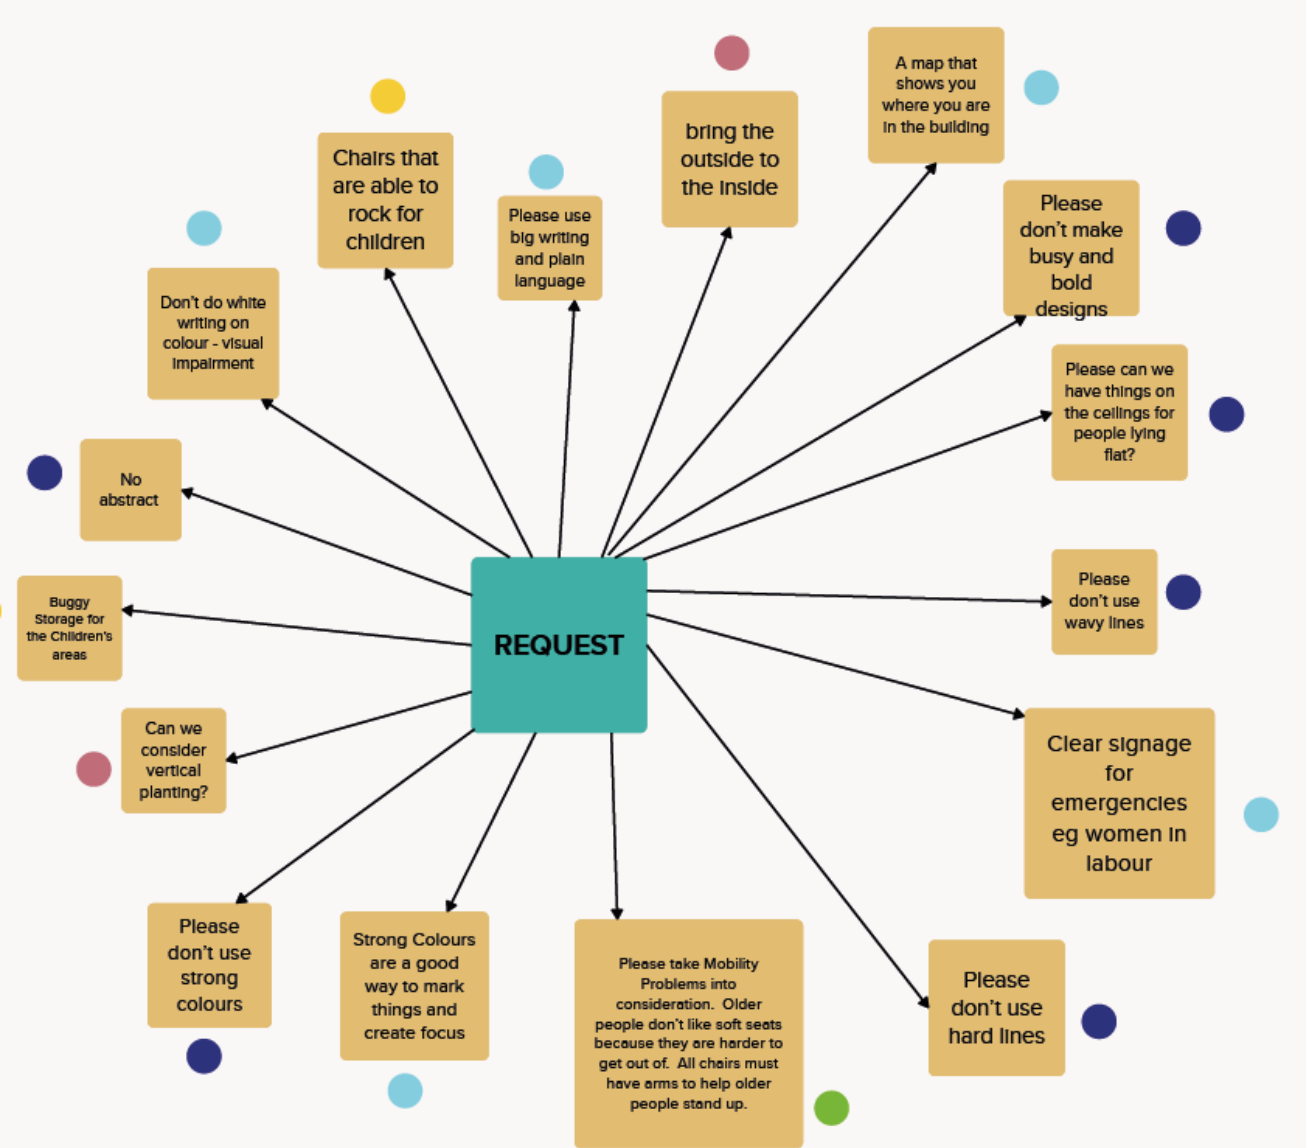 A map that
shows you
where you are
in the building
bring the
outside to
the inside
Chairs that
are able to
rock for
children
Please use
big writing
and plain
language
Please
don't make
busy and
bold
designs
Don't do white
writing on
colour - visual
impairment
Please can we
have things on
the ceilings for
people lying
flat?
No
abstract
Please
don't use
wavy lines
Buggy
Storage for
the Children's
areas
REQUEST
Can we
consider
vertical
planting?
Clear signage
for
emergencies
eg women in
labour
Please
don't use
strong
colours
Strong Colours
are a good
way to mark
things and
create focus
Please take Mobility
Problems into
consideration. Older
people don't like soft seats
because they are harder to
get out of. All chairs must
have arms to help older
people stand up.
Please
don't use
hard lines